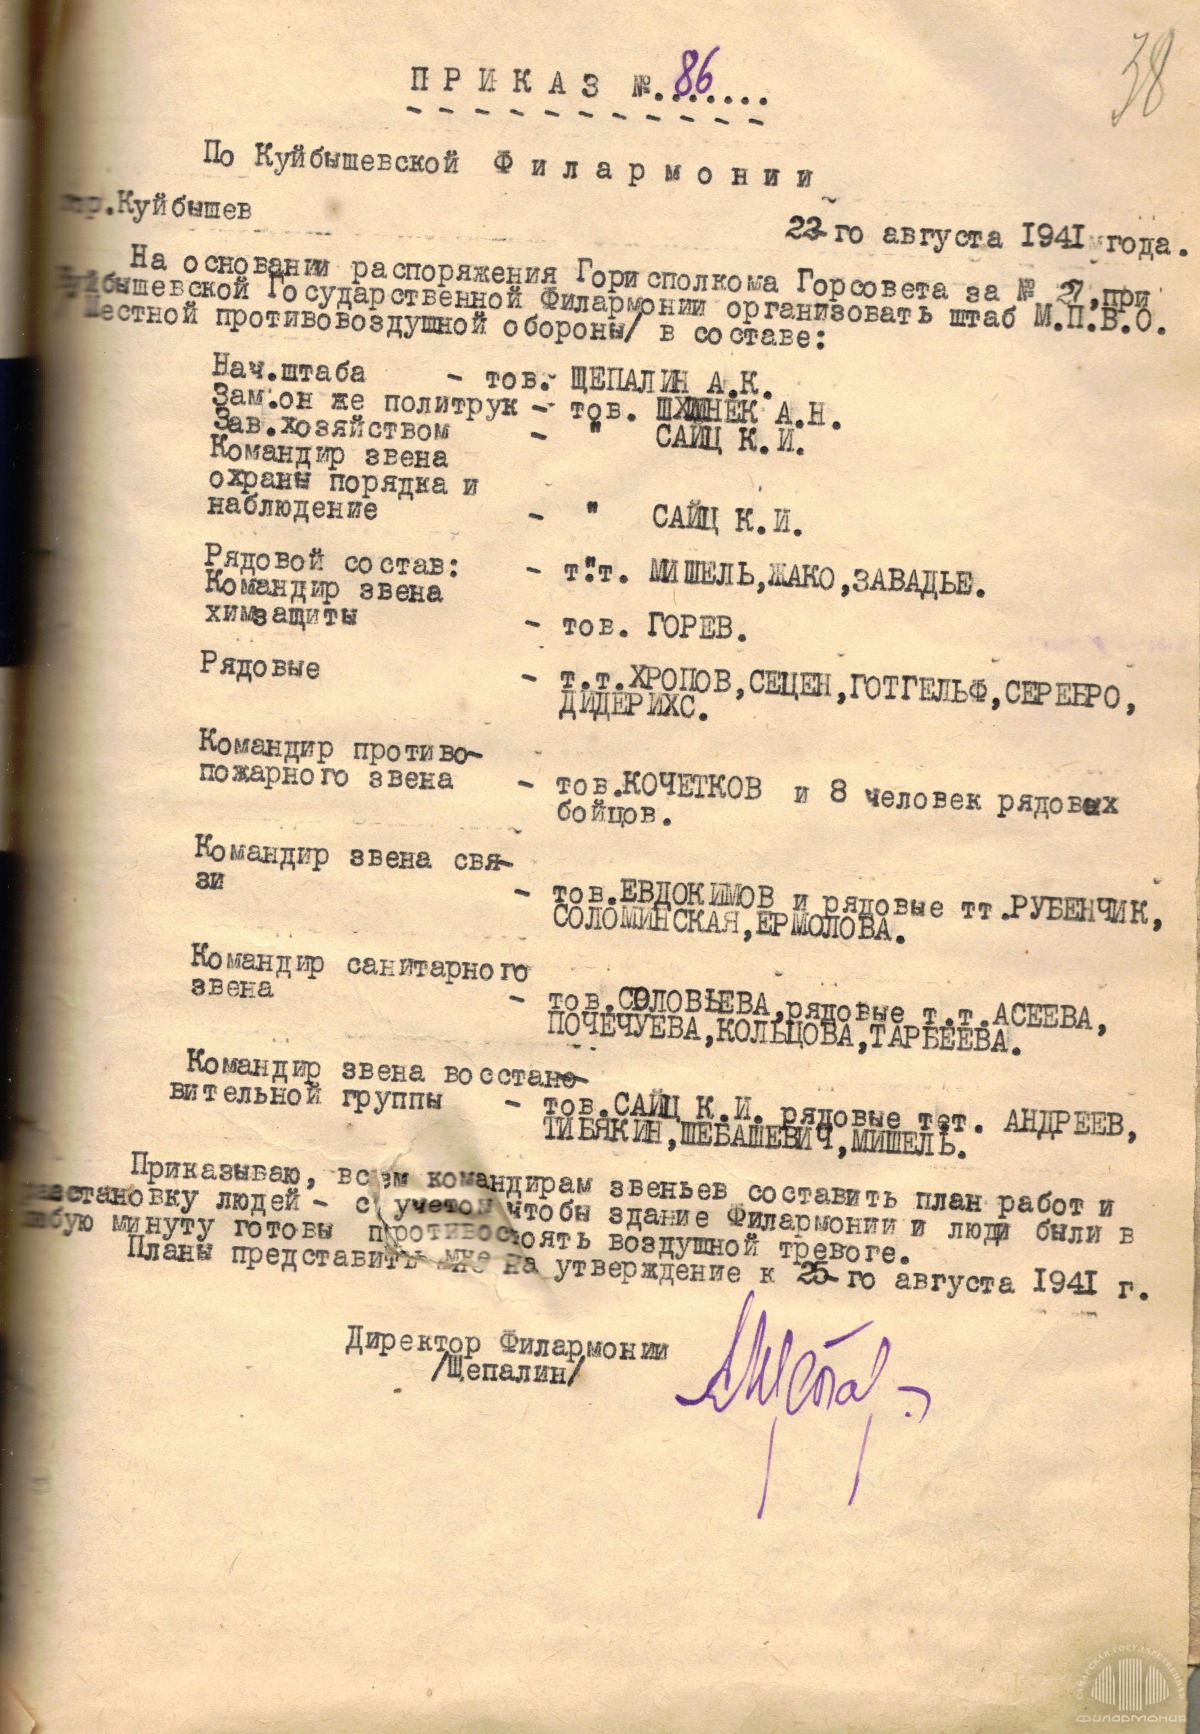 38
П Р И К А З №.86......
По Куйбышевской Ф и л а р м о н и и
гор.Куйбышев
22-го августа 1941 года.
На основании распоряжения Горисполкома Горсовета за № 27,при
Куйбышевской Государственной Филармонии организовать штаб М.П.В.О.
/Местной противовоздушной обороны/ в составе:
Нач.штаба - тов. ЩЕПАЛИН А.К.
Зам.он же политрук - тов. А.Н.
Зав.хозяйством - " САЙЦ К.И.
Командир звена
охраны порядка и
наблюдение - " САЙЦ К.И.
Рядовой состав: - т.т. МИШЕЛЬ,ЖАКО,ЗАВАДЬЕ.
Командир звена
химзащиты - тов. ГОРЕВ.
Рядовые - т.т.ХРОПОВ,СЕЦЕН,ГОТГЕЛЬФ,СЕРЕБРО,
ДИДЕРИХС.
Командир противо-
пожарного звена - тов.КОЧЕТКОВ и 8 человек рядовых
бойцов.
Командир звена свя-
зи - тов.ЕВДОКИМОВ и рядовые тт.РУБЕНЧИК,
СОЛОМИНСКАЯ,ЕРМОЛОВА.
Командир санитарного
звена - тов.СОЛОВЬЕВА,рядовые т.т.АСЕЕВА,
ПОЧЕЧУЕВА,КОЛЬЦОВА,ТАРБЕЕВА.
Командир звена восстано-
вительной группы - тов.САЙЦ К.И. рядовые т.т. АНДРЕЕВ,
ТИБЯКИН,ШЕБАШЕВИЧ,МИШЕЛЬ.
Приказываю, всем командирам звеньев составить план работ и
расстановку людей - с учетом чтобы здание Филармонии и люди были в
любую минуту готовы противостоять воздушной тревоге.
Планы представить мне на утверждение к 25-го августа 1941 г.
Директор Филармонии
/Щепалин/
САМАРСКАЯ ГОСУДАРСТВЕННАЯ
ФИЛАРМОНИЯ